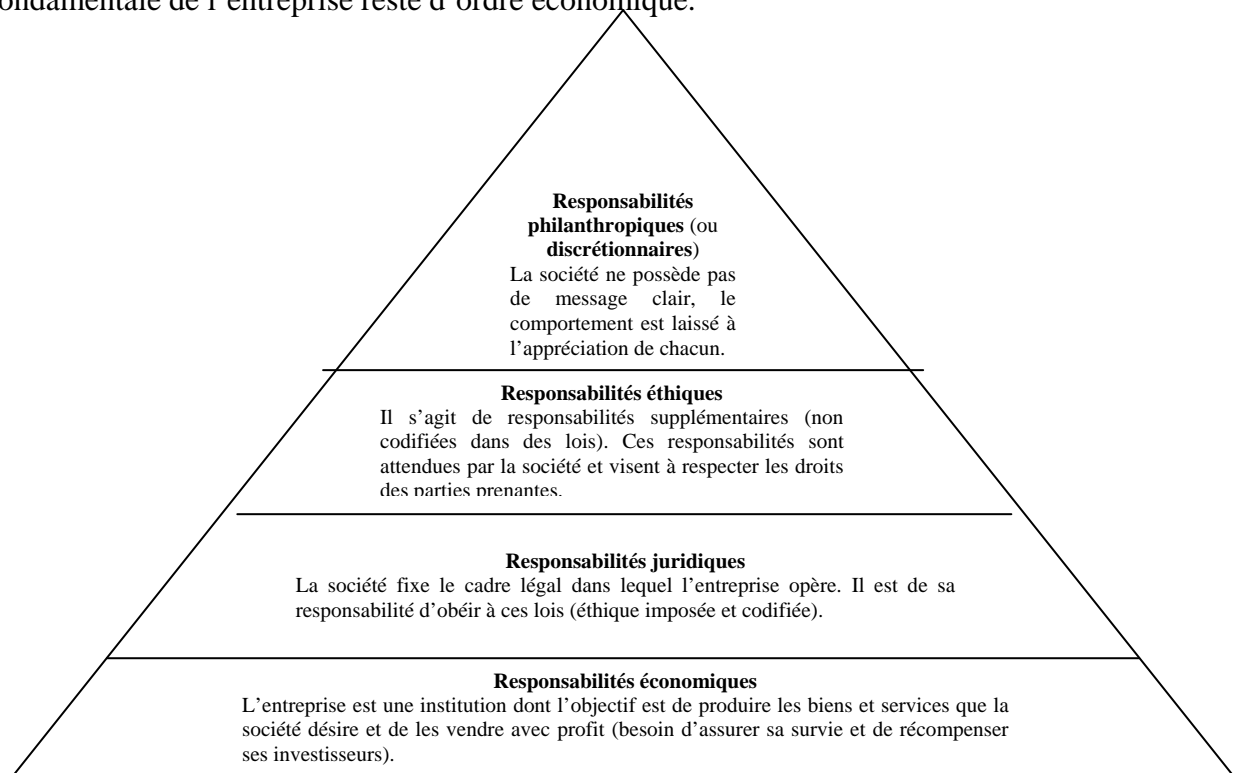 fondamentale de l'entreprise reste d'ordre économique.
Responsabilités
philanthropiques (ou
discrétionnaires)
La société ne possède pas
de message clair, le
comportement est laissé à
l'appréciation de chacun.
Responsabilités éthiques
Il s'agit de responsabilités supplémentaires (non
codifiées dans des lois). Ces responsabilités sont
attendues par la société et visent à respecter les droits
des parties prenantes.
Responsabilités juridiques
La société fixe le cadre légal dans lequel l'entreprise opère. Il est de sa
responsabilité d'obéir à ces lois (éthique imposée et codifiée).
Responsabilités économiques
L'entreprise est une institution dont l'objectif est de produire les biens et services que la
société désire et de les vendre avec profit (besoin d'assurer sa survie et de récompenser
ses investisseurs).